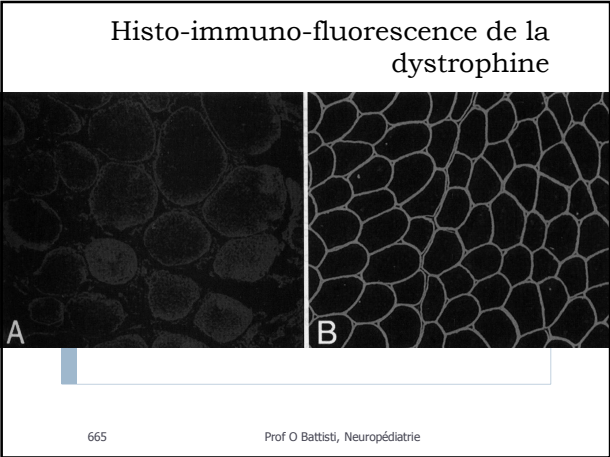 Histo-immuno-fluorescence de la
dystrophine
A
B
665
Prof O Battisti, Neuropédiatrie